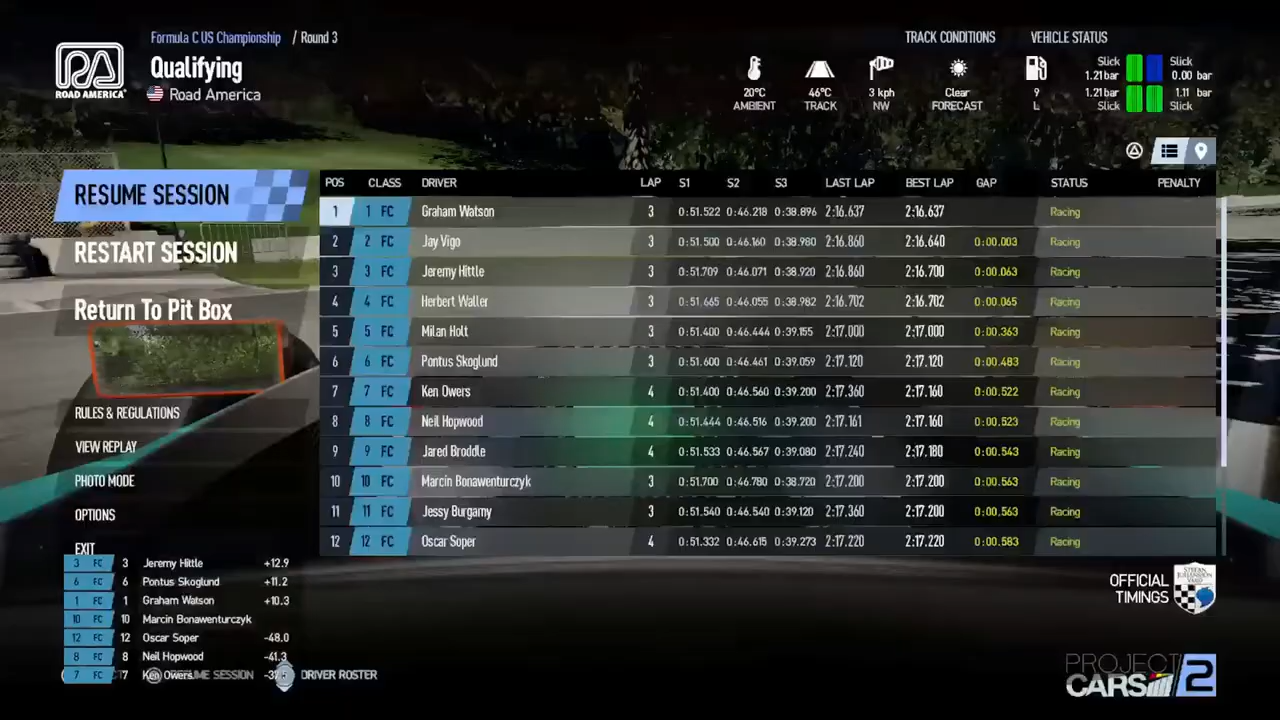 Formula C US Championship / Round 3
Qualifying
Road America
ROAD AMERICA
TRACK CONDITIONS
20°C
AMBIENT
46°C
TRACK
3 kph
NW
Clear
FORECAST
VEHICLE STATUS
9
L
Slick 1.21 bar
Slick 0.00 bar
1.21 bar Slick
1.11 bar Slick
RESUME SESSION
RESTART SESSION
Return To Pit Box
RULES & REGULATIONS
VIEW REPLAY
PHOTO MODE
OPTIONS
EXIT
POS CLASS DRIVER LAP S1 S2 S3 LAST LAP BEST LAP GAP STATUS PENALTY
1 1 FC Graham Watson 3 0:51.522 0:46.218 0:38.896 2:16.637 2:16.637 Racing
2 2 FC Jay Vigo 3 0:51.500 0:46.160 0:38.980 2:16.860 2:16.640 0:00.003 Racing
3 3 FC Jeremy Hittle 3 0:51.709 0:46.071 0:38.920 2:16.860 2:16.700 0:00.063 Racing
4 4 FC Herbert Waller 3 0:51.665 0:46.055 0:38.982 2:16.702 2:16.702 0:00.065 Racing
5 5 FC Milan Holt 3 0:51.400 0:46.444 0:39.155 2:17.000 2:17.000 0:00.363 Racing
6 6 FC Pontus Skoglund 3 0:51.600 0:46.461 0:39.059 2:17.120 2:17.120 0:00.483 Racing
7 7 FC Ken Owers 4 0:51.400 0:46.560 0:39.200 2:17.360 2:17.160 0:00.522 Racing
8 8 FC Neil Hopwood 4 0:51.444 0:46.516 0:39.200 2:17.161 2:17.160 0:00.523 Racing
9 9 FC Jared Broddle 4 0:51.533 0:46.567 0:39.080 2:17.240 2:17.180 0:00.543 Racing
10 10 FC Marcin Bonawenturczyk 3 0:51.700 0:46.780 0:38.720 2:17.200 2:17.200 0:00.563 Racing
11 11 FC Jessy Burgamy 3 0:51.540 0:46.540 0:39.120 2:17.360 2:17.200 0:00.563 Racing
12 12 FC Oscar Soper 4 0:51.332 0:46.615 0:39.273 2:17.220 2:17.220 0:00.583 Racing
3 FC 3 Jeremy Hittle +12.9
6 FC 6 Pontus Skoglund +11.2
1 FC 1 Graham Watson +10.3
10 FC 10 Marcin Bonawenturczyk
12 FC 12 Oscar Soper -48.0
8 FC 8 Neil Hopwood -41.3
7 FC 7 Ken Owers
DRIVER ROSTER
OFFICIAL TIMINGS
PROJECT CARS 2